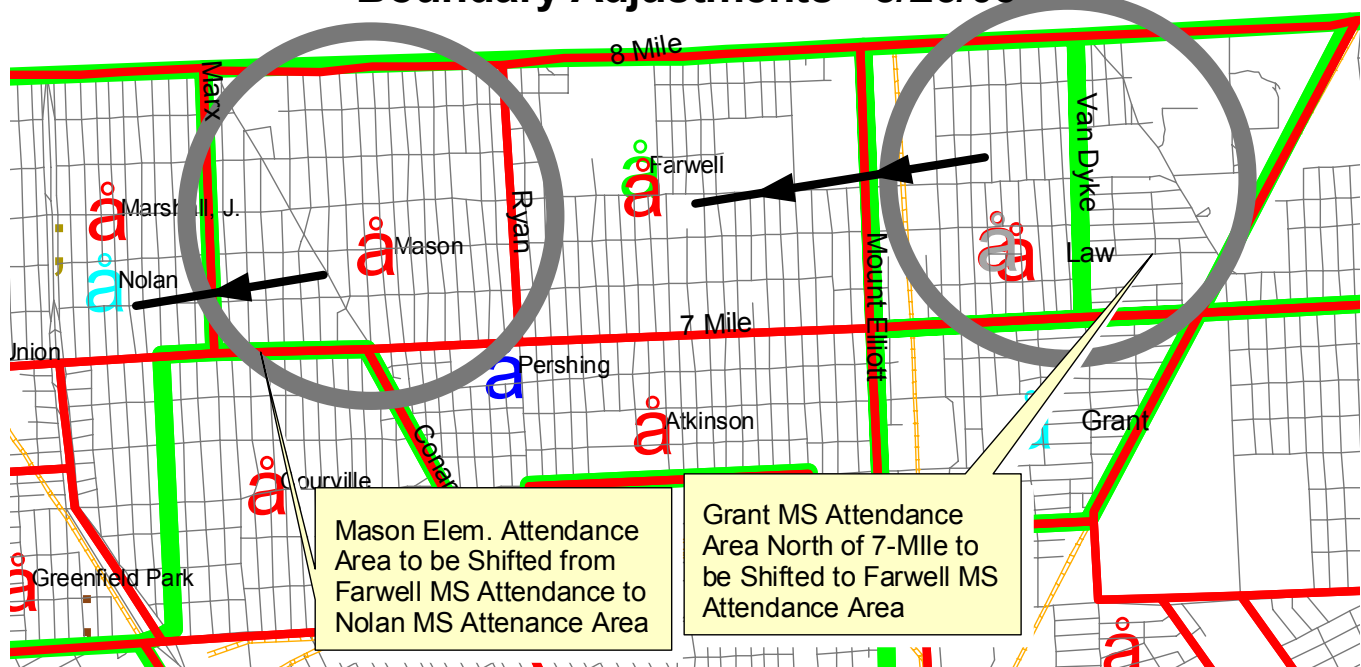 8 Mile
Marx
Van Dyke
Farwell
Marshall, J.
Ryan
Mason
Mount Elliott
Law
Nolan
7 Mile
Union
Pershing
Atkinson
Grant
Courville
Greenfield Park
Mason Elem. Attendance
Area to be Shifted from
Farwell MS Attendance to
Nolan MS Attenance Area
Grant MS Attendance
Area North of 7-MIle to
be Shifted to Farwell MS
Attendance Area